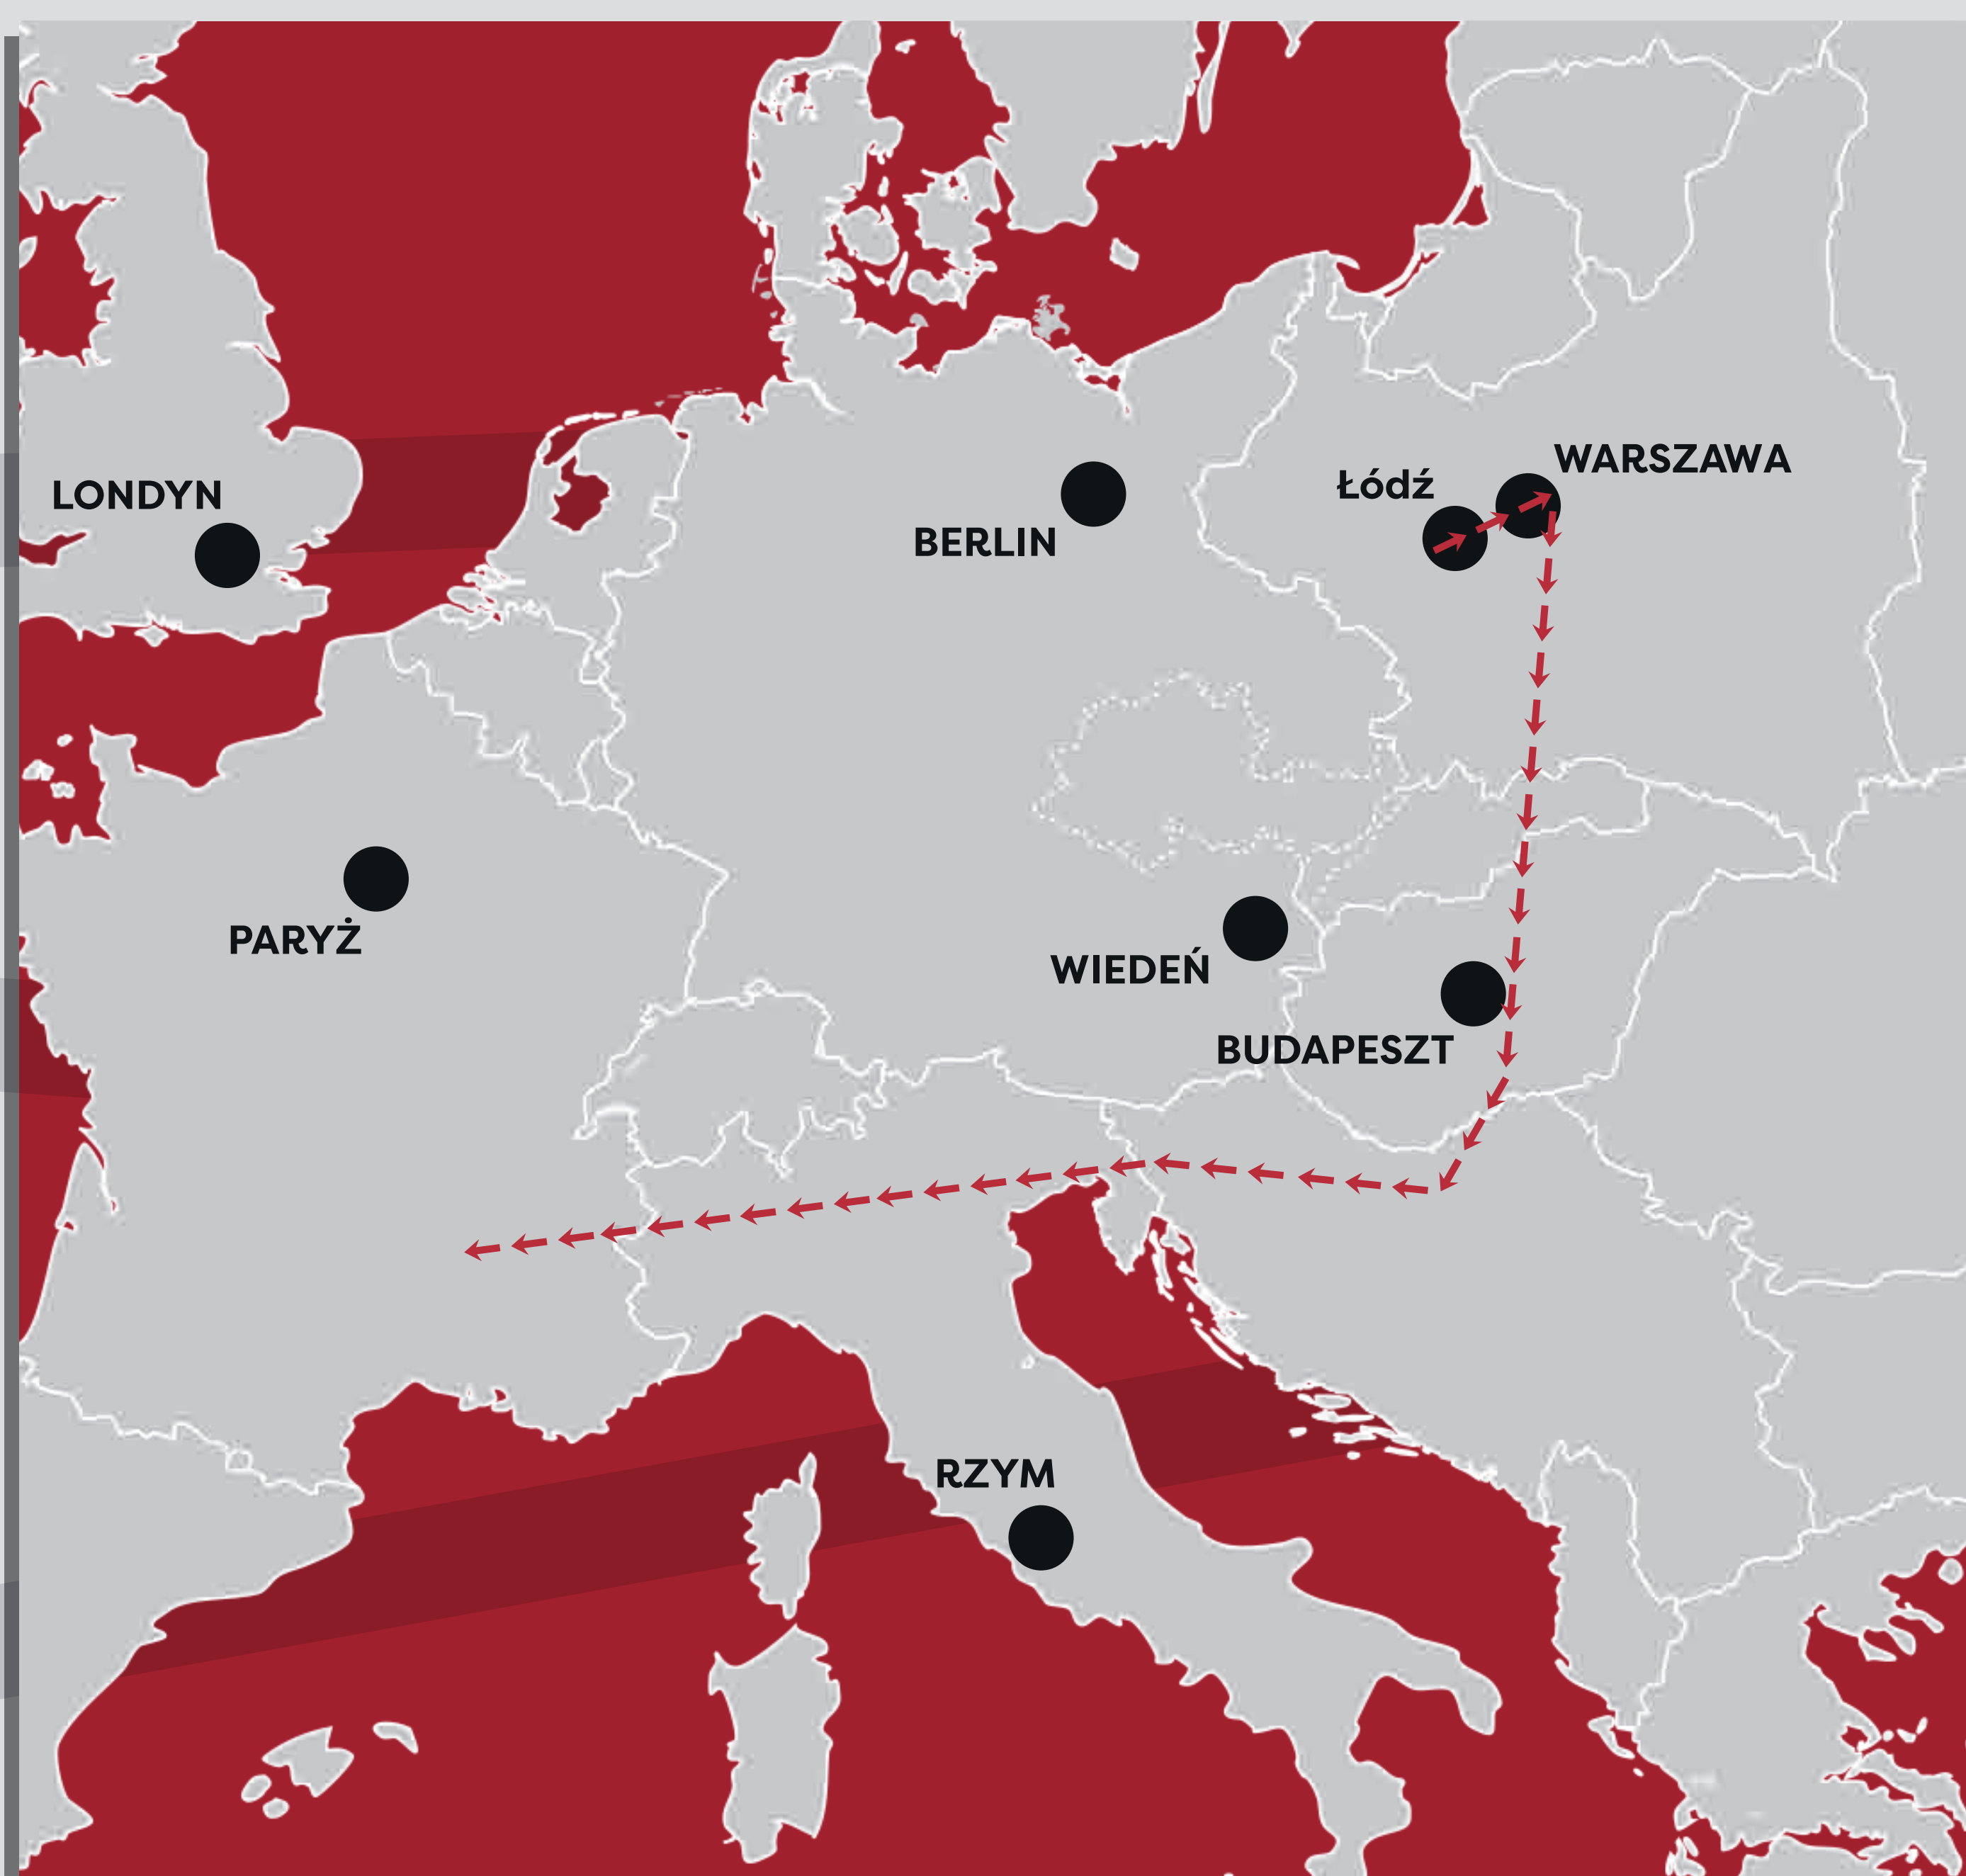 WARSZAWA
Łódź
LONDYN
BERLIN
PARYŻ
WIEDEŃ
BUDAPESZT
RZYM